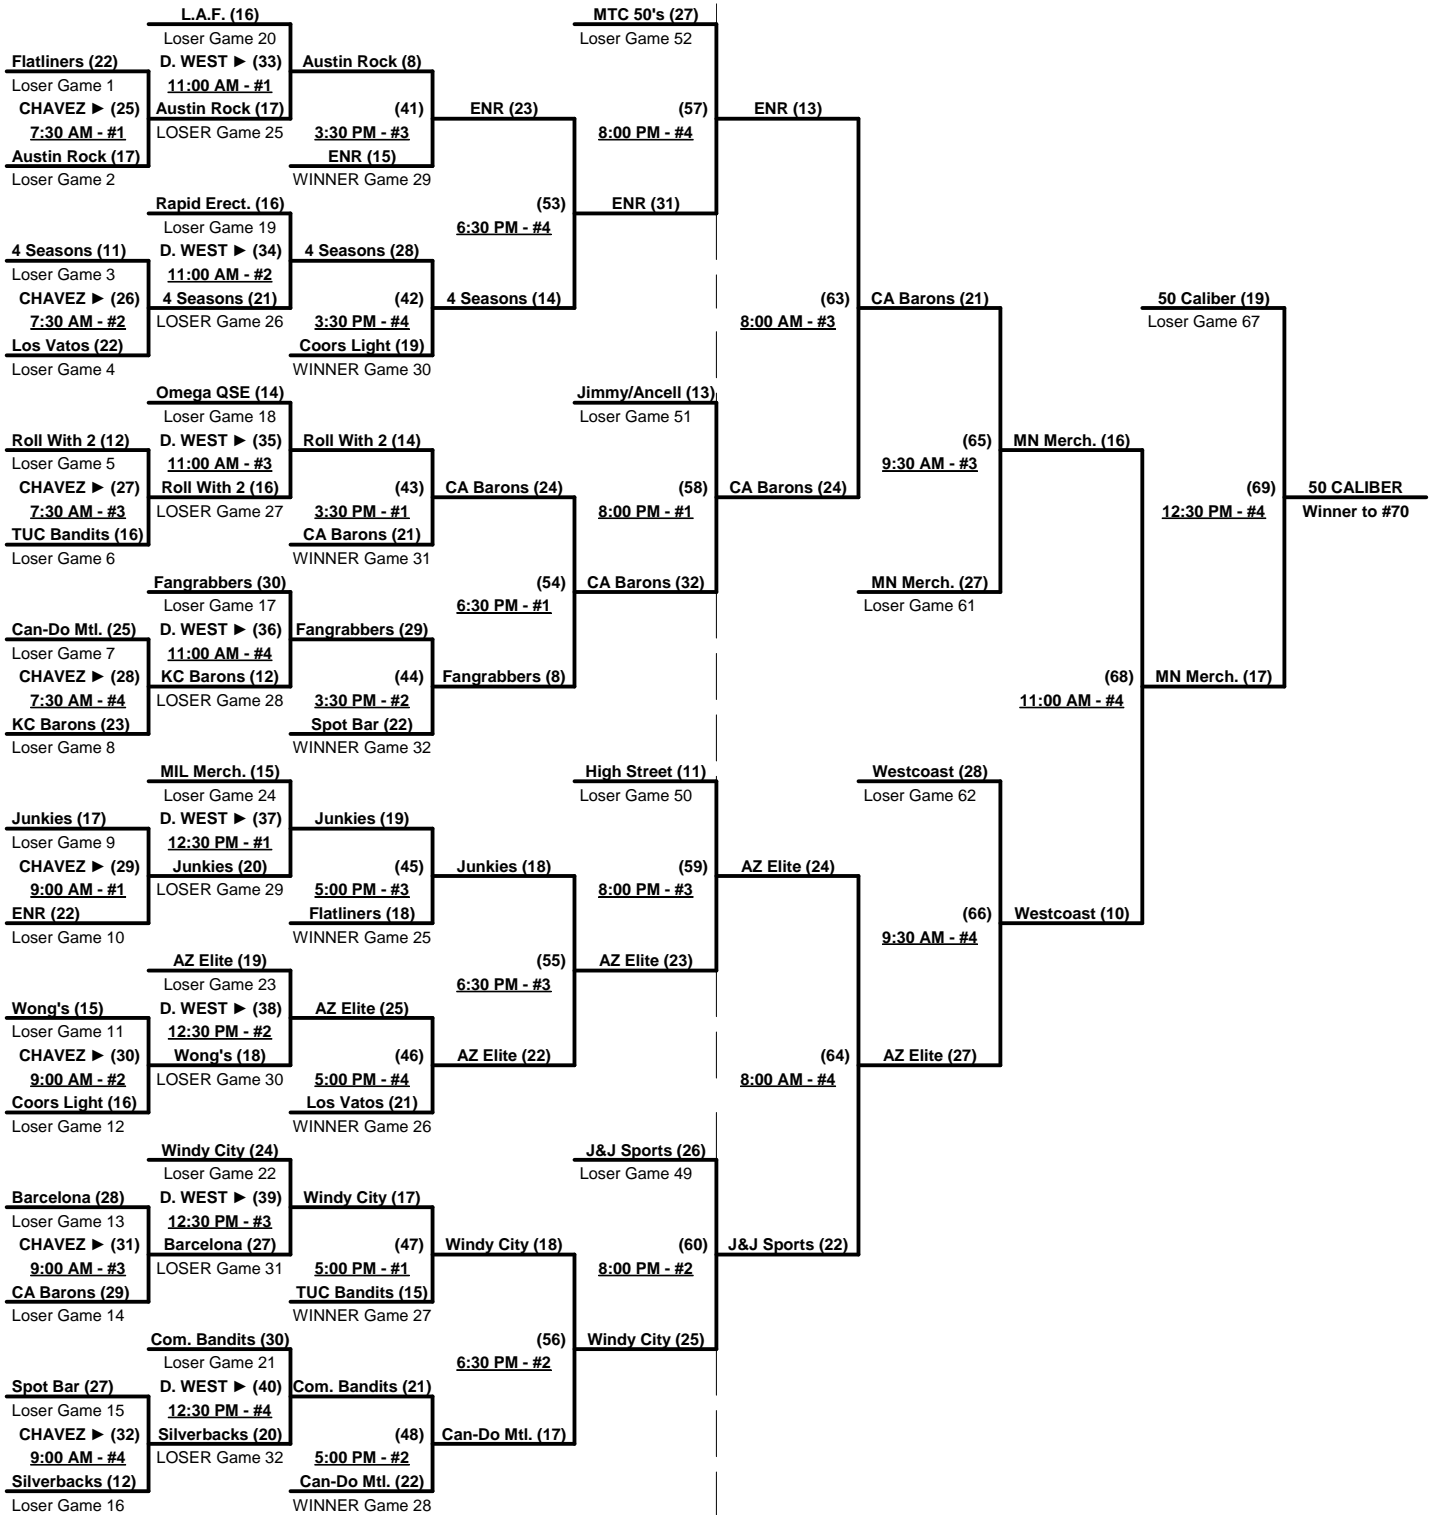 L.A.F. (16)
MTC 50's (27)
Loser Game 20
Loser Game 52
Flatliners (22)
D. WEST ► (33)
Austin Rock (8)
Loser Game 1
11:00 AM - #1
CHAVEZ ► (25)
Austin Rock (17)
(41)
ENR (23)
(57)
ENR (13)
7:30 AM - #1
LOSER Game 25
3:30 PM - #3
8:00 PM - #4
Austin Rock (17)
ENR (15)
Loser Game 2
WINNER Game 29
Rapid Erect. (16)
(53)
ENR (31)
Loser Game 19
6:30 PM - #4
4 Seasons (11)
D. WEST ► (34)
4 Seasons (28)
Loser Game 3
11:00 AM - #2
CHAVEZ ► (26)
4 Seasons (21)
(42)
4 Seasons (14)
(63)
CA Barons (21)
50 Caliber (19)
7:30 AM - #2
LOSER Game 26
3:30 PM - #4
8:00 AM - #3
Loser Game 67
Los Vatos (22)
Coors Light (19)
Loser Game 4
WINNER Game 30
Omega QSE (14)
Jimmy/Ancell (13)
Loser Game 18
Loser Game 51
Roll With 2 (12)
D. WEST ► (35)
Roll With 2 (14)
(65)
MN Merch. (16)
Loser Game 5
11:00 AM - #3
9:30 AM - #3
CHAVEZ ► (27)
Roll With 2 (16)
(43)
CA Barons (24)
(58)
CA Barons (24)
(69)
50 CALIBER
7:30 AM - #3
LOSER Game 27
3:30 PM - #1
8:00 PM - #1
12:30 PM - #4
Winner to #70
TUC Bandits (16)
CA Barons (21)
Loser Game 6
WINNER Game 31
Fangrabbers (30)
(54)
CA Barons (32)
MN Merch. (27)
Loser Game 17
6:30 PM - #1
Loser Game 61
Can-Do Mtl. (25)
D. WEST ► (36)
Fangrabbers (29)
Loser Game 7
11:00 AM - #4
CHAVEZ ► (28)
KC Barons (12)
(44)
Fangrabbers (8)
(68)
MN Merch. (17)
7:30 AM - #4
LOSER Game 28
3:30 PM - #2
11:00 AM - #4
KC Barons (23)
Spot Bar (22)
Loser Game 8
WINNER Game 32
MIL Merch. (15)
High Street (11)
Westcoast (28)
Loser Game 24
Loser Game 50
Loser Game 62
Junkies (17)
D. WEST ► (37)
Junkies (19)
Loser Game 9
12:30 PM - #1
CHAVEZ ► (29)
Junkies (20)
(45)
Junkies (18)
(59)
AZ Elite (24)
9:00 AM - #1
LOSER Game 29
5:00 PM - #3
8:00 PM - #3
ENR (22)
Flatliners (18)
(66)
Westcoast (10)
Loser Game 10
WINNER Game 25
9:30 AM - #4
AZ Elite (19)
(55)
AZ Elite (23)
Loser Game 23
6:30 PM - #3
Wong's (15)
D. WEST ► (38)
AZ Elite (25)
Loser Game 11
12:30 PM - #2
CHAVEZ ► (30)
Wong's (18)
(46)
AZ Elite (22)
(64)
AZ Elite (27)
9:00 AM - #2
LOSER Game 30
5:00 PM - #4
8:00 AM - #4
Coors Light (16)
Los Vatos (21)
Loser Game 12
WINNER Game 26
Windy City (24)
J&J Sports (26)
Loser Game 22
Loser Game 49
Barcelona (28)
D. WEST ► (39)
Windy City (17)
Loser Game 13
12:30 PM - #3
CHAVEZ ► (31)
Barcelona (27)
(47)
Windy City (18)
(60)
J&J Sports (22)
9:00 AM - #3
LOSER Game 31
5:00 PM - #1
8:00 PM - #2
CA Barons (29)
TUC Bandits (15)
Loser Game 14
WINNER Game 27
Com. Bandits (30)
(56)
Windy City (25)
Loser Game 21
6:30 PM - #2
Spot Bar (27)
D. WEST ► (40)
Com. Bandits (21)
Loser Game 15
12:30 PM - #4
CHAVEZ ► (32)
Silverbacks (20)
(48)
Can-Do Mtl. (17)
9:00 AM - #4
LOSER Game 32
5:00 PM - #2
Silverbacks (12)
Can-Do Mtl. (22)
Loser Game 16
WINNER Game 28